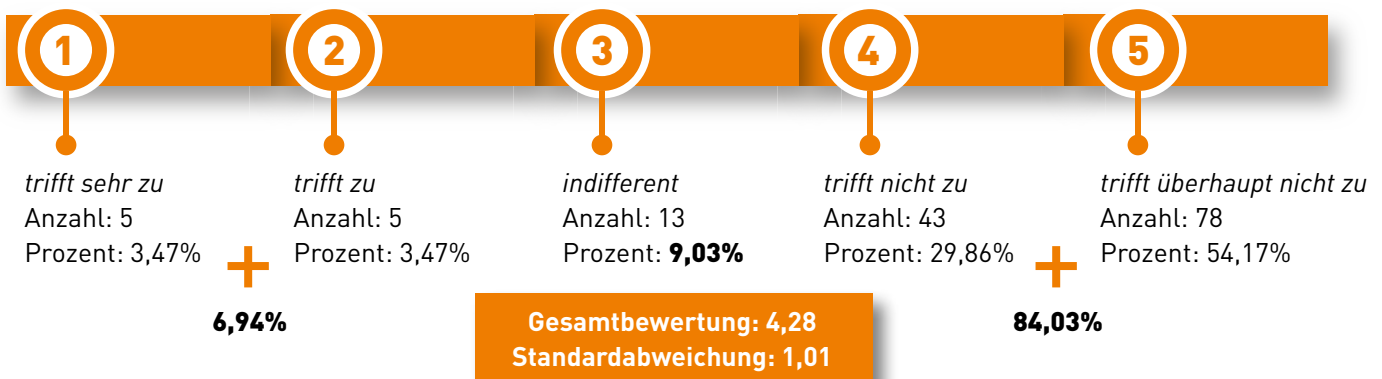 1
2
3
4
5
trifft sehr zu
Anzahl: 5
Prozent: 3,47%
trifft zu
Anzahl: 5
Prozent: 3,47%
indifferent
Anzahl: 13
Prozent: 9,03%
trifft nicht zu
Anzahl: 43
Prozent: 29,86%
trifft überhaupt nicht zu
Anzahl: 78
Prozent: 54,17%
+
6,94%
+
84,03%
Gesamtbewertung: 4,28
Standardabweichung: 1,01